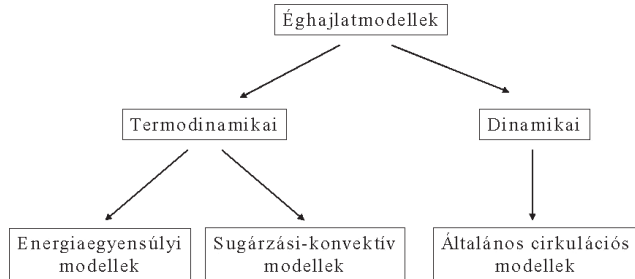 Éghajlatmodellek
Termodinamikai
Dinamikai
Energiaegyensúlyi
modellek
Sugárzási-konvektív
modellek
Általános cirkulációs
modellek